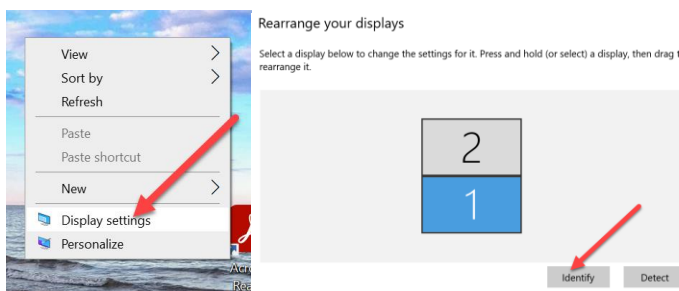 View
Sort by
Refresh
Paste
Paste shortcut
New
Display settings
Personalize
Rearrange your displays
Select a display below to change the settings for it. Press and hold (or select) a display, then drag
rearrange it.
2
1
Identify
Detect